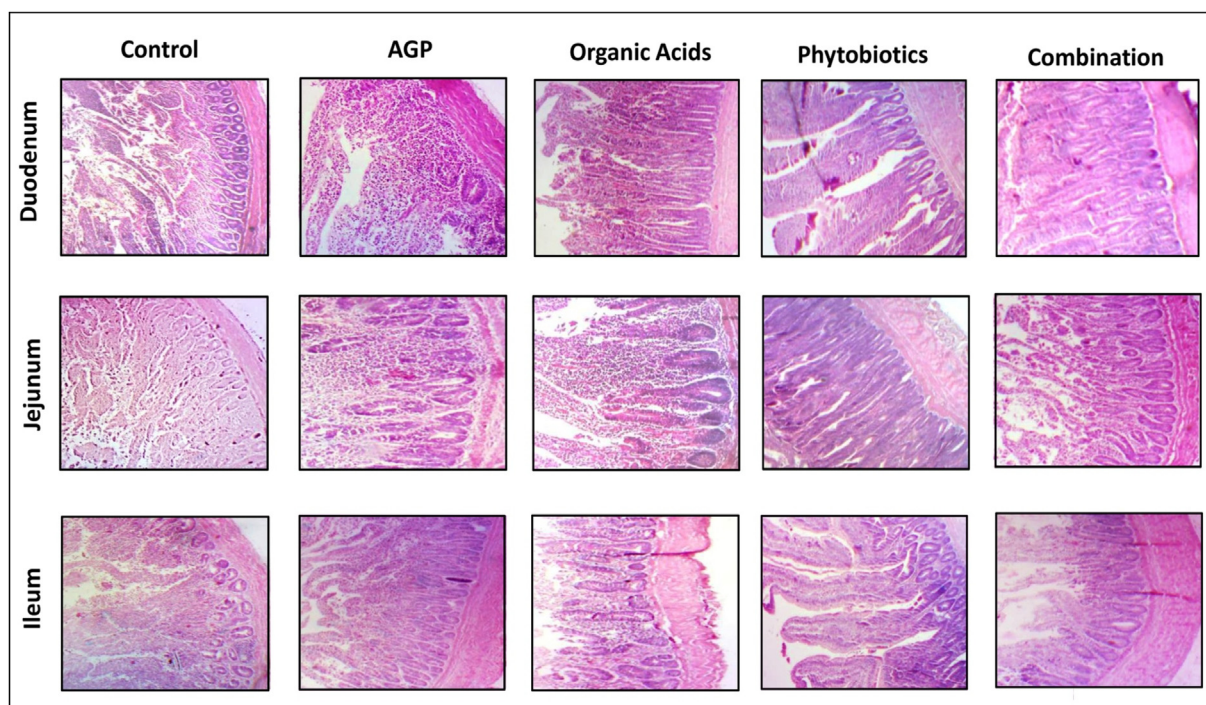 Control AGP Organic Acids Phytobiotics Combination
Duodenum
Jejunum
Ileum